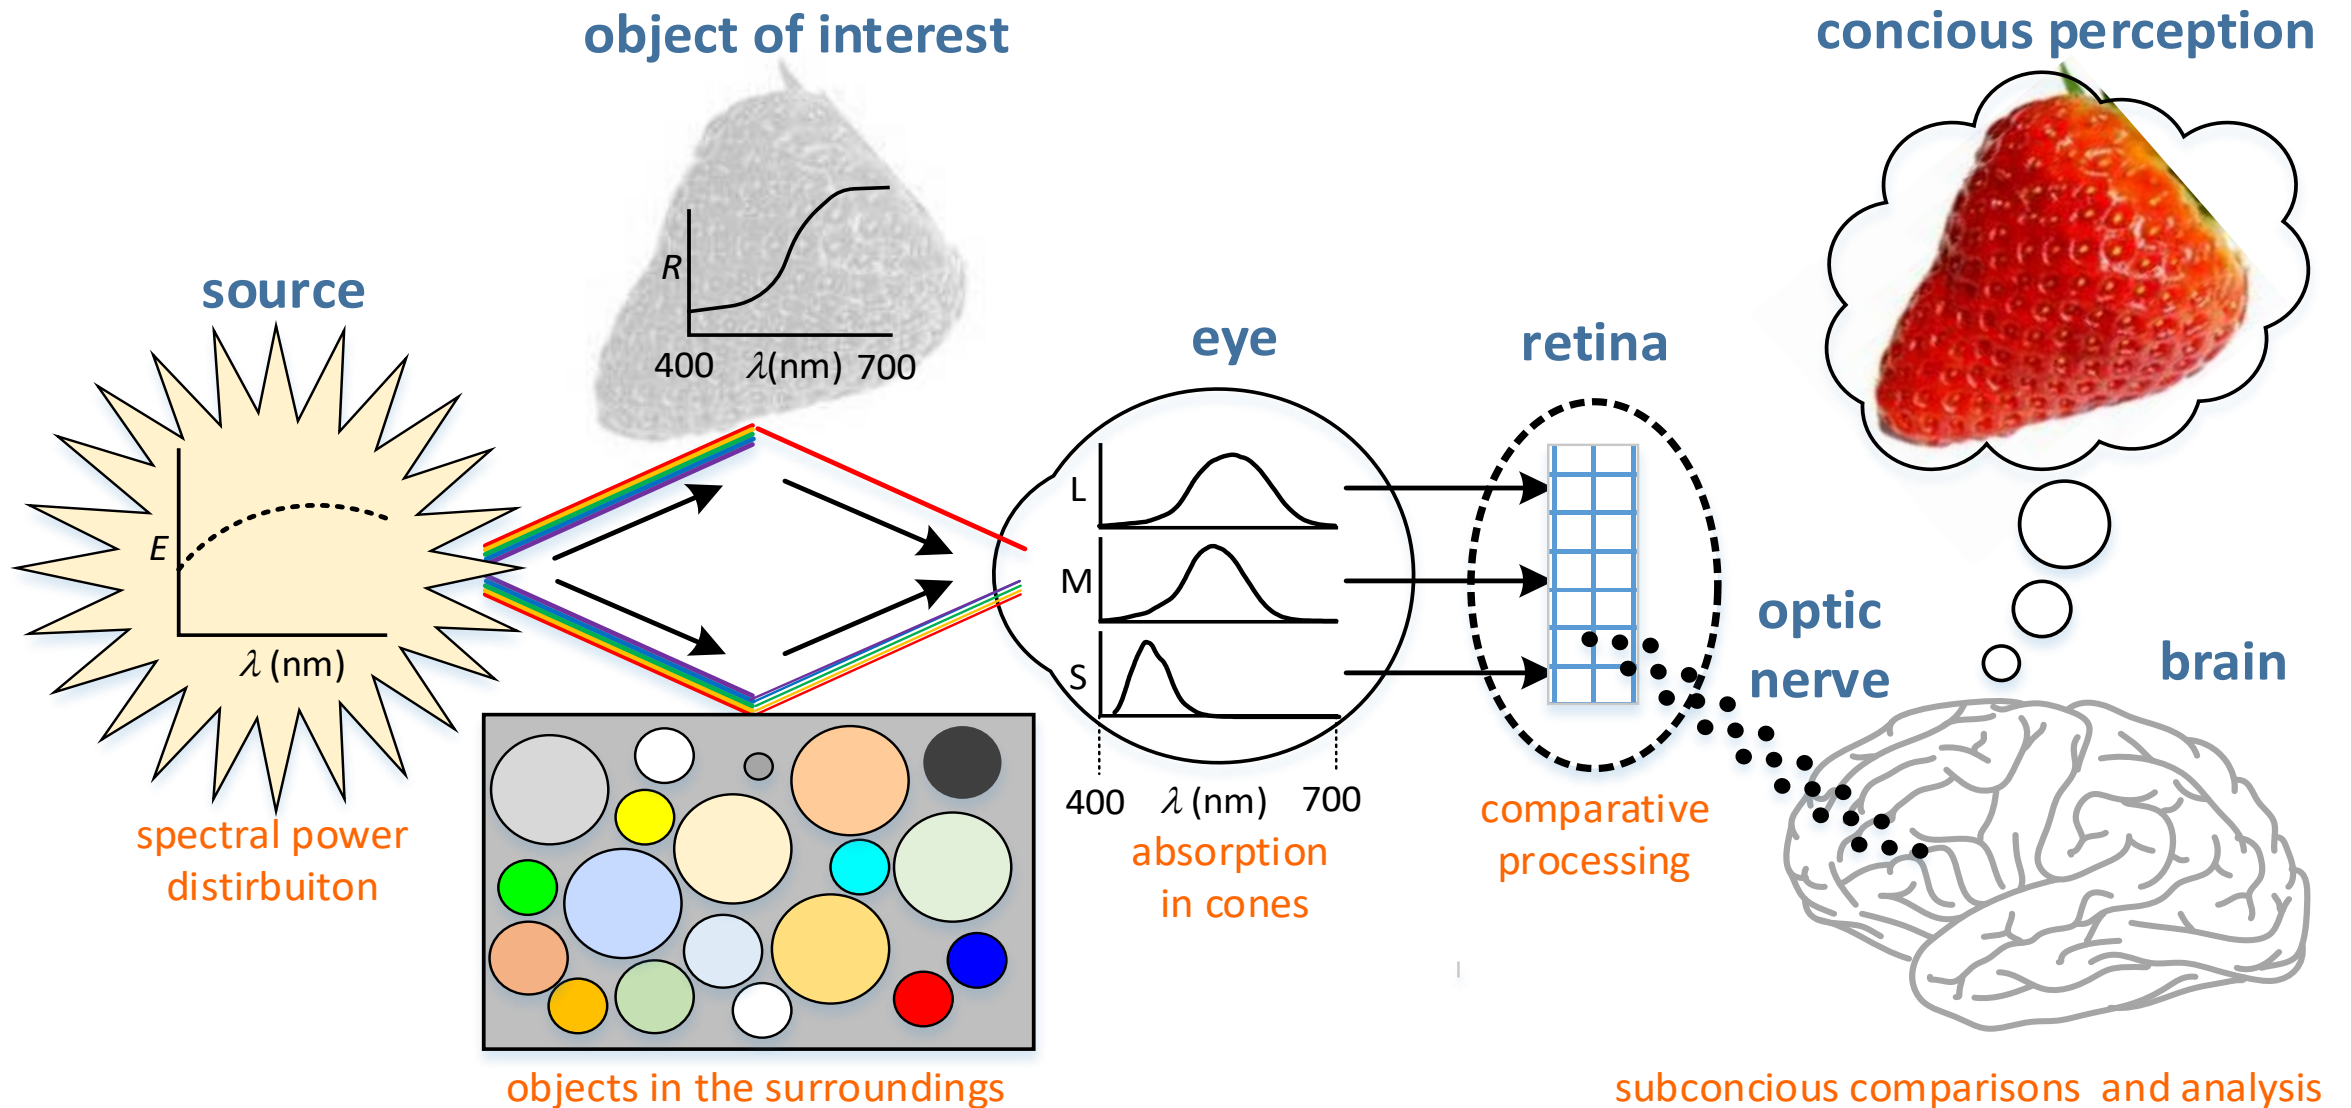 object of interest
concious perception
source
R
400 λ(nm) 700
E
λ (nm)
spectral power
distirbuiton
eye
L
M
S
400 λ (nm) 700
absorption
in cones
retina
comparative
processing
optic
nerve
brain
objects in the surroundings
subconcious comparisons and analysis